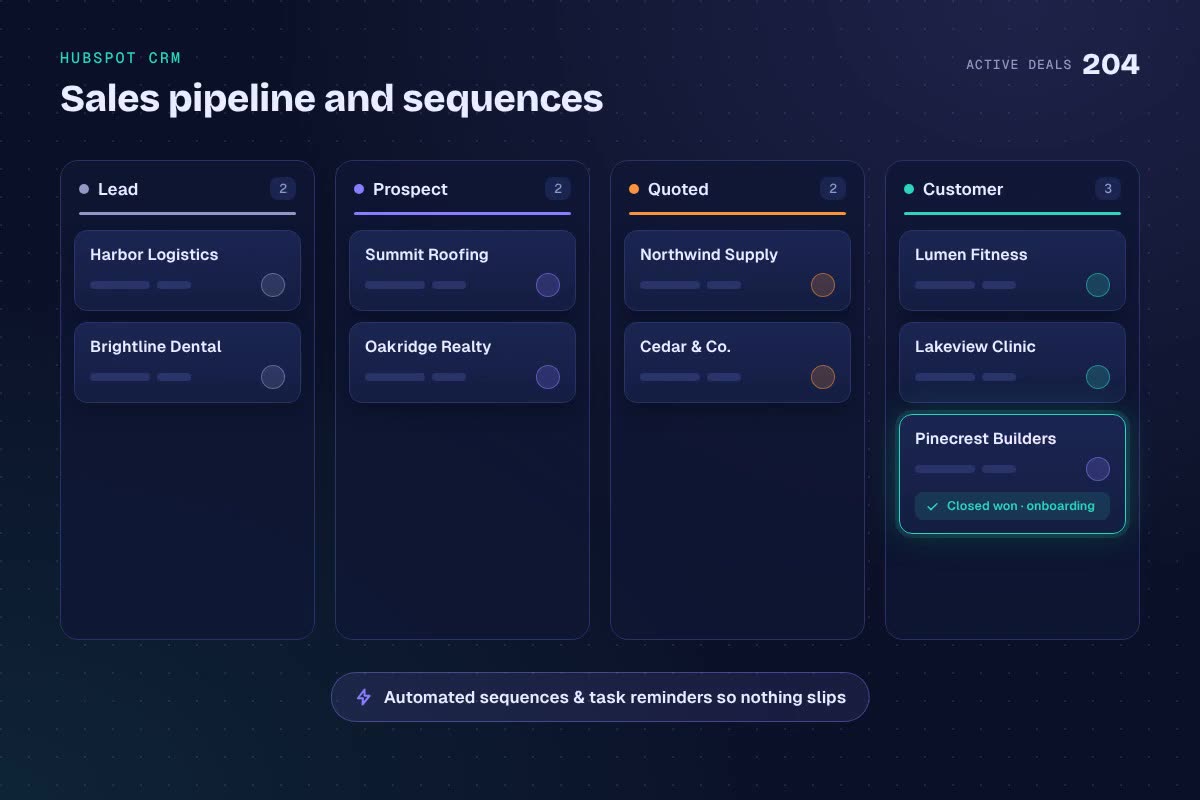 HUBSPOT CRM
Sales pipeline and sequences
ACTIVE DEALS 204
Lead 2
Harbor Logistics
Brightline Dental
Prospect 2
Summit Roofing
Oakridge Realty
Quoted 2
Northwind Supply
Cedar & Co.
Customer 3
Lumen Fitness
Lakeview Clinic
Pinecrest Builders
Closed won · onboarding
Automated sequences & task reminders so nothing slips